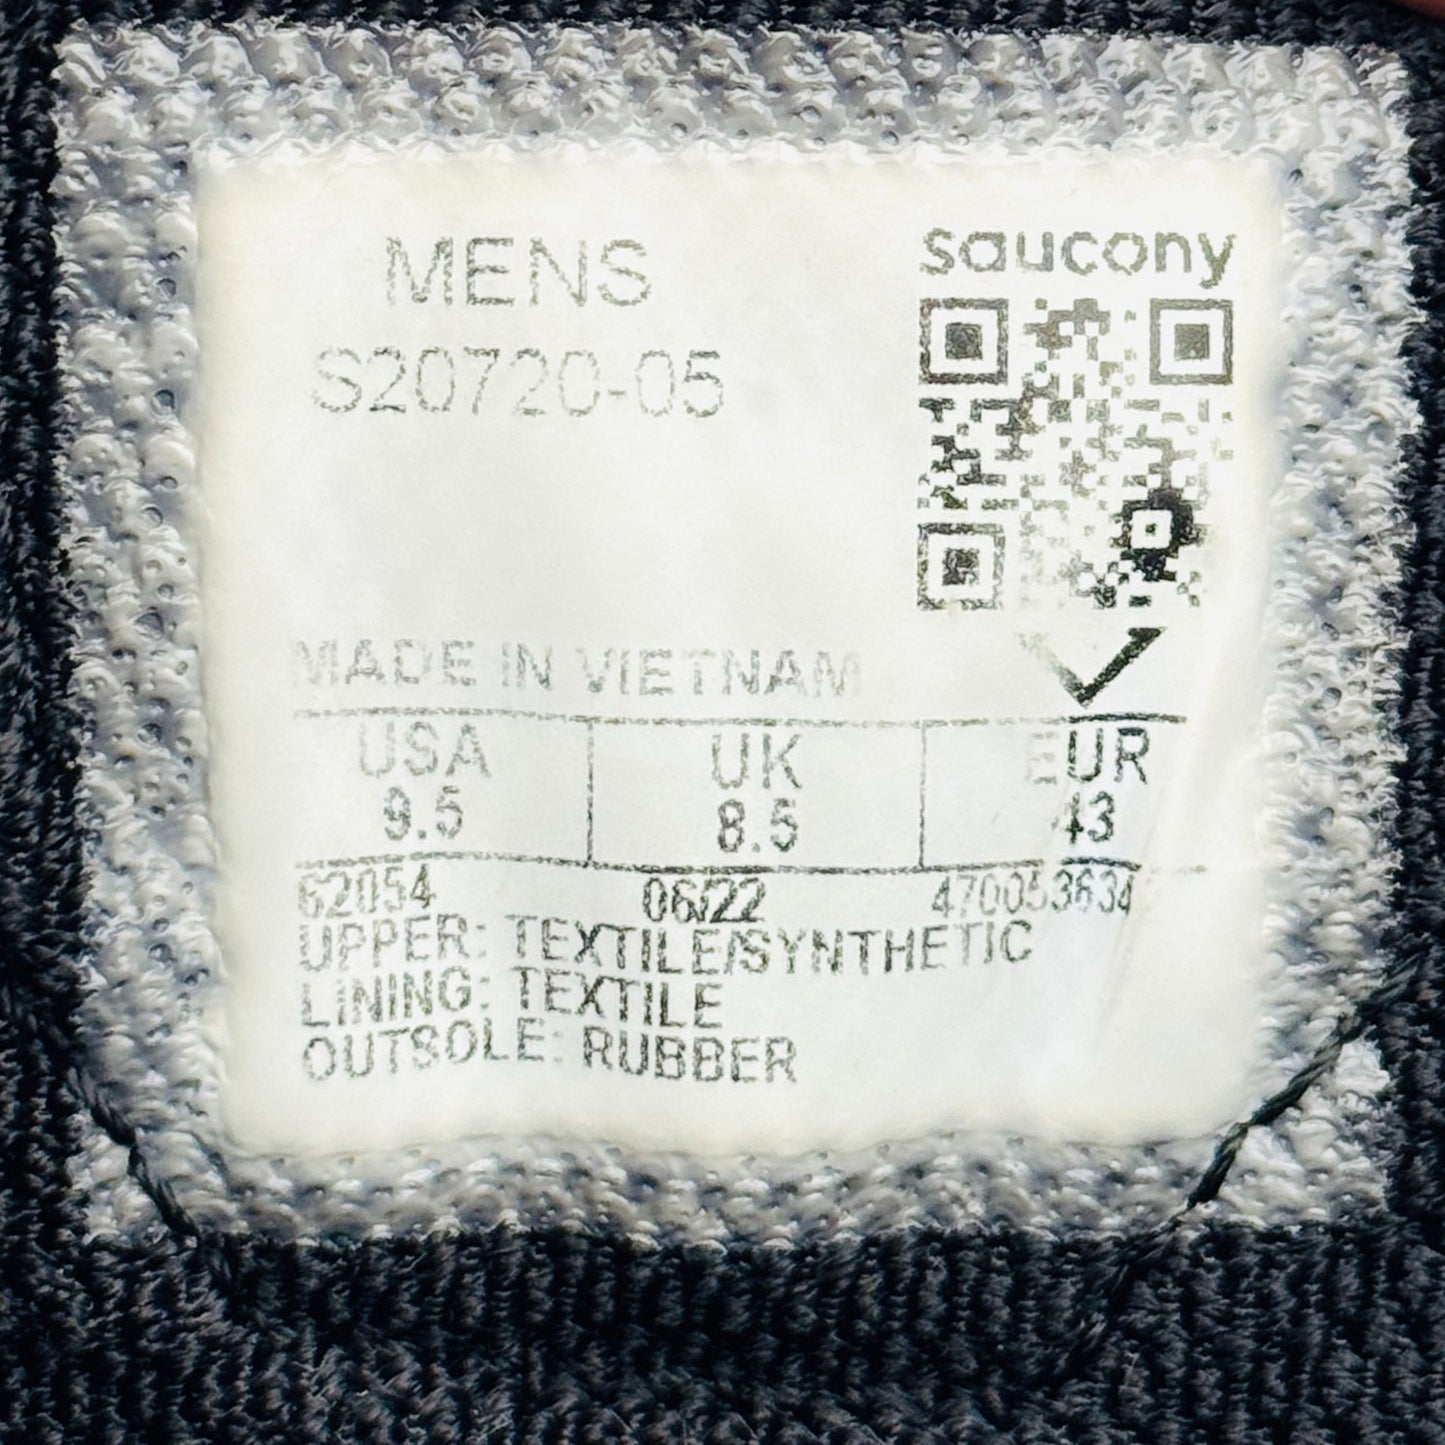 MENS
saucony
S20720-05
MADE IN VIETNAM
USA UK EUR
9.5 8.5 43
62054 06/22 470053634
UPPER: TEXTILE/SYNTHETIC
LINING: TEXTILE
OUTSOLE: RUBBER